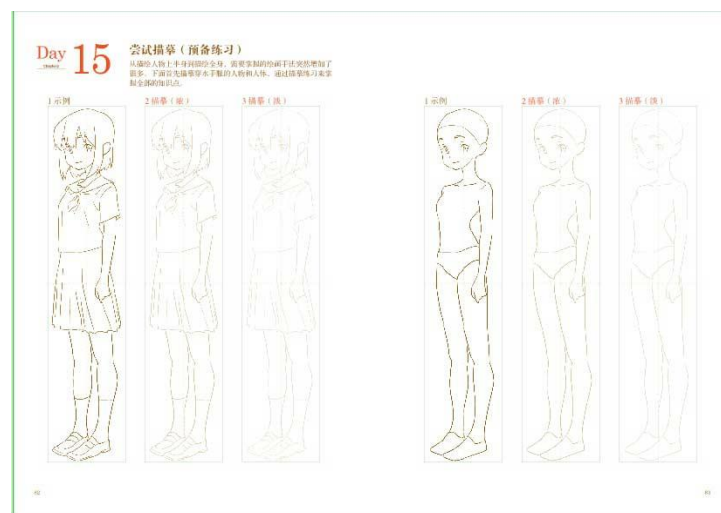 Day 15
尝试描摹（预备练习）
从描绘人物上半身到描绘全身，需要掌握的绘画手法突然增加了
很多。下面首先描摹穿水手服的人物和人体，通过描摹练习来掌
握全部的知识点。
1 示例
2 描摹（浓）
3 描摹（淡）
1 示例
2 描摹（浓）
3 描摹（淡）